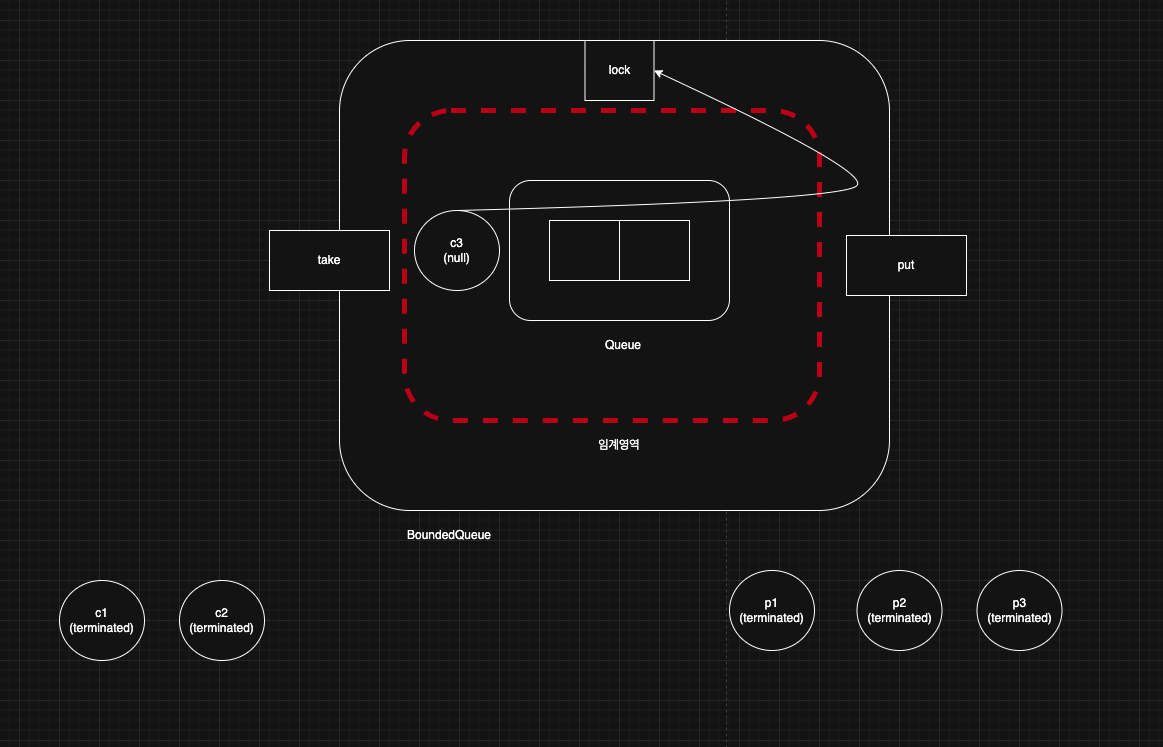 lock
take
c3
(null)
put
Queue
임계영역
BoundedQueue
c1
(terminated)
c2
(terminated)
p1
(terminated)
p2
(terminated)
p3
(terminated)